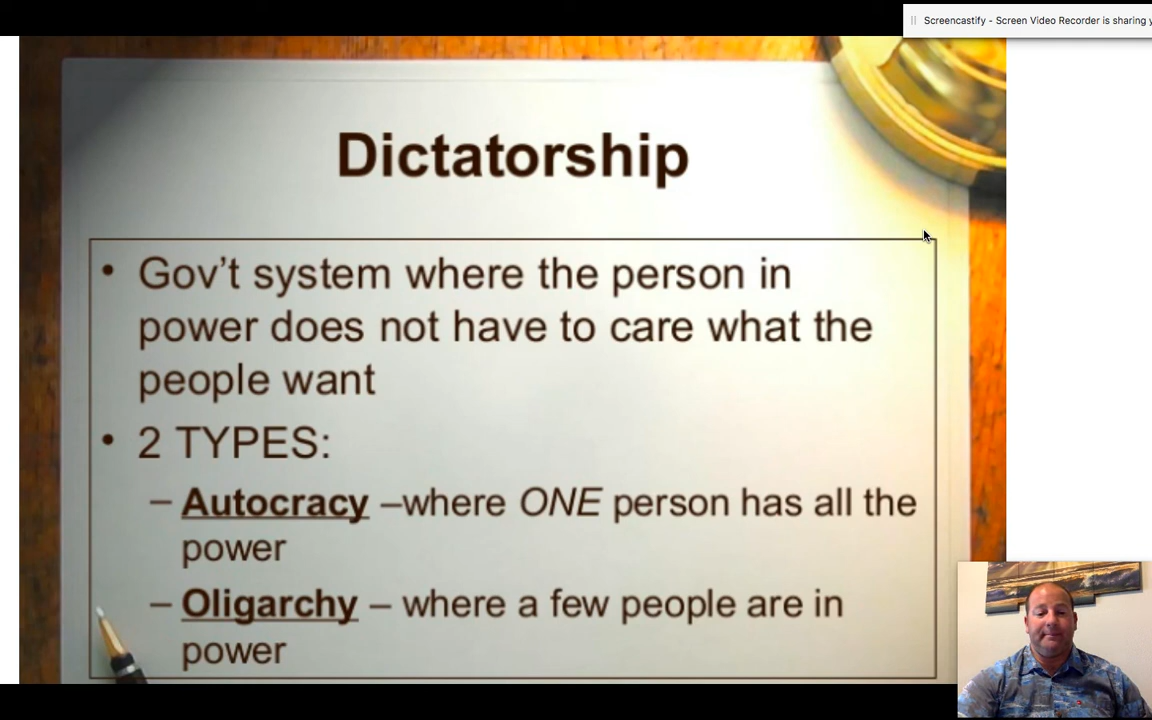 Screencastify - Screen Video Recorder is sharing y
Dictatorship
• Gov't system where the person in
power does not have to care what the
people want
• 2 TYPES:
– Autocracy –where ONE person has all the
power
– Oligarchy – where a few people are in
power